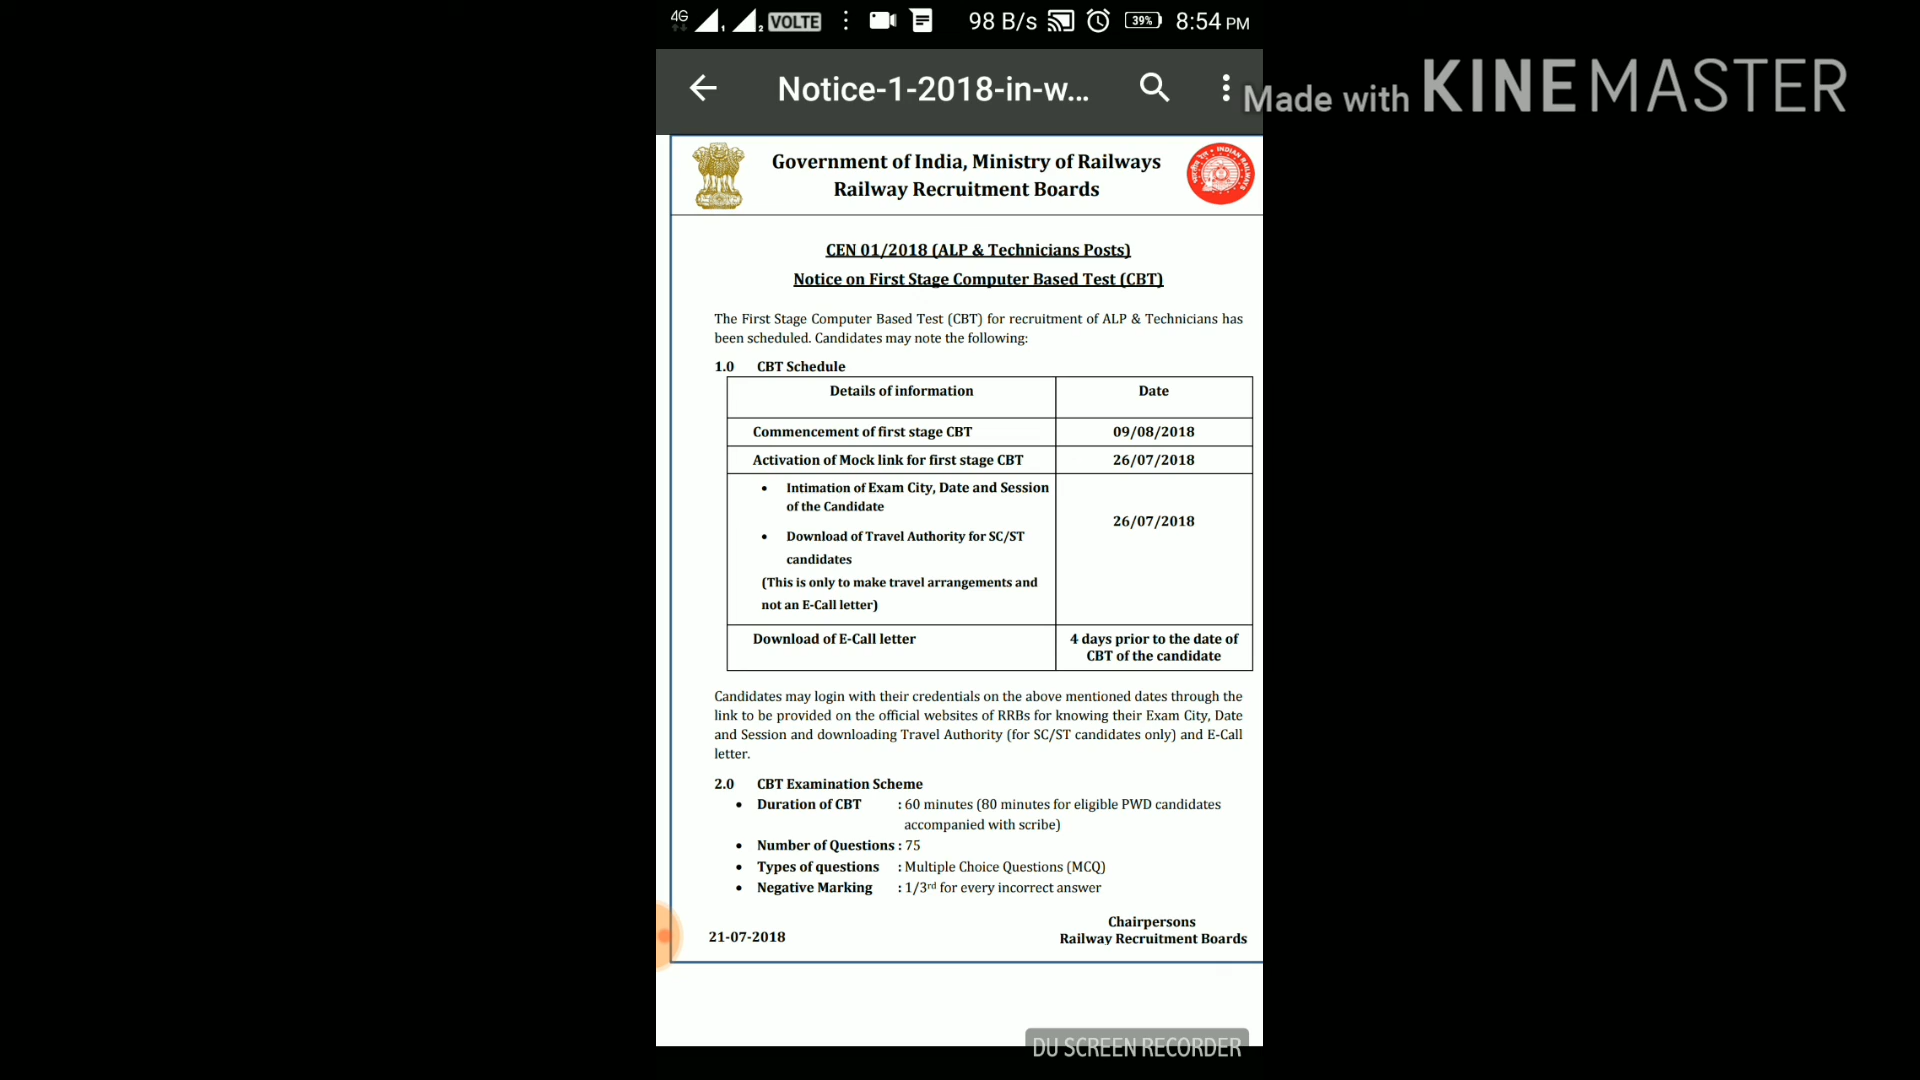 4G 1 2 VOLTE 98 B/s 39% 8:54 PM
Notice-1-2018-in-w...
Made with KINEMASTER
Government of India, Ministry of Railways
Railway Recruitment Boards
INDIAN RAILWAYS
CEN 01/2018 (ALP & Technicians Posts)
Notice on First Stage Computer Based Test (CBT)
The First Stage Computer Based Test (CBT) for recruitment of ALP & Technicians has
been scheduled. Candidates may note the following:
1.0 CBT Schedule
Details of information Date
Commencement of first stage CBT 09/08/2018
Activation of Mock link for first stage CBT 26/07/2018
• Intimation of Exam City, Date and Session
of the Candidate
26/07/2018
• Download of Travel Authority for SC/ST
candidates
(This is only to make travel arrangements and
not an E-Call letter)
Download of E-Call letter 4 days prior to the date of
CBT of the candidate
Candidates may login with their credentials on the above mentioned dates through the
link to be provided on the official websites of RRBs for knowing their Exam City, Date
and Session and downloading Travel Authority (for SC/ST candidates only) and E-Call
letter.
2.0 CBT Examination Scheme
• Duration of CBT : 60 minutes (80 minutes for eligible PWD candidates
accompanied with scribe)
• Number of Questions : 75
• Types of questions : Multiple Choice Questions (MCQ)
• Negative Marking : 1/3rd for every incorrect answer
Chairpersons
21-07-2018 Railway Recruitment Boards
DU SCREEN RECORDER